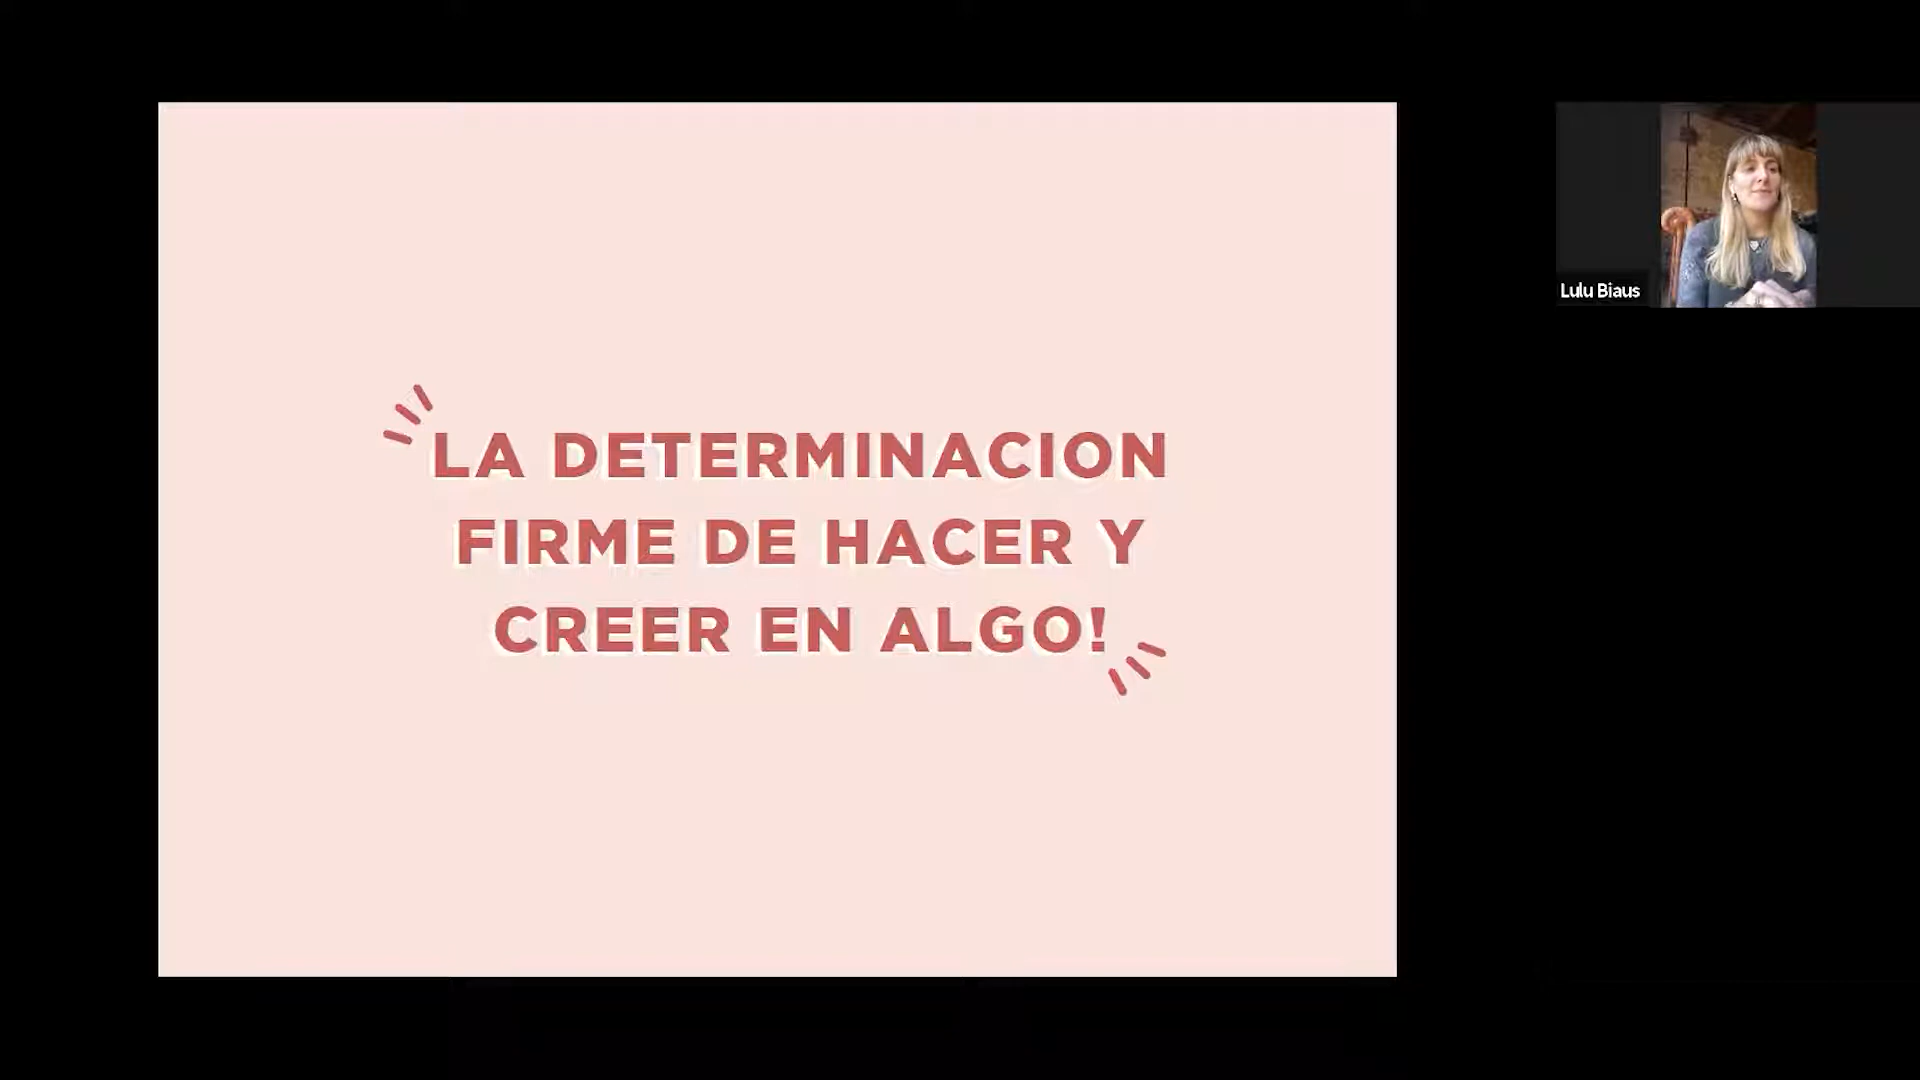 LA DETERMINACION
FIRME DE HACER Y
CREER EN ALGO!
Lulu Biaus